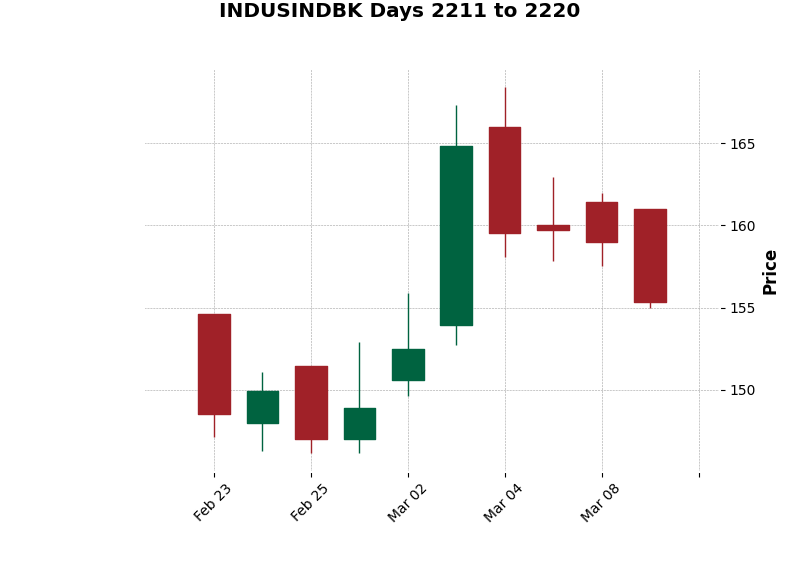 INDUSINDBK Days 2211 to 2220
165
160
155
150
Price
Feb 23
Feb 25
Mar 02
Mar 04
Mar 08